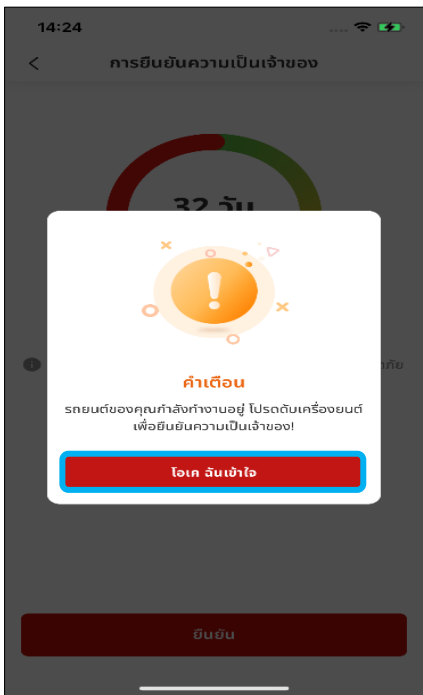 14:24
การยืนยันความเป็นเจ้าของ
32 วัน
คำเตือน
รถยนต์ของคุณกำลังทำงานอยู่ โปรดดับเครื่องยนต์
เพื่อยืนยันความเป็นเจ้าของ!
โอเค ฉันเข้าใจ
ยืนยัน